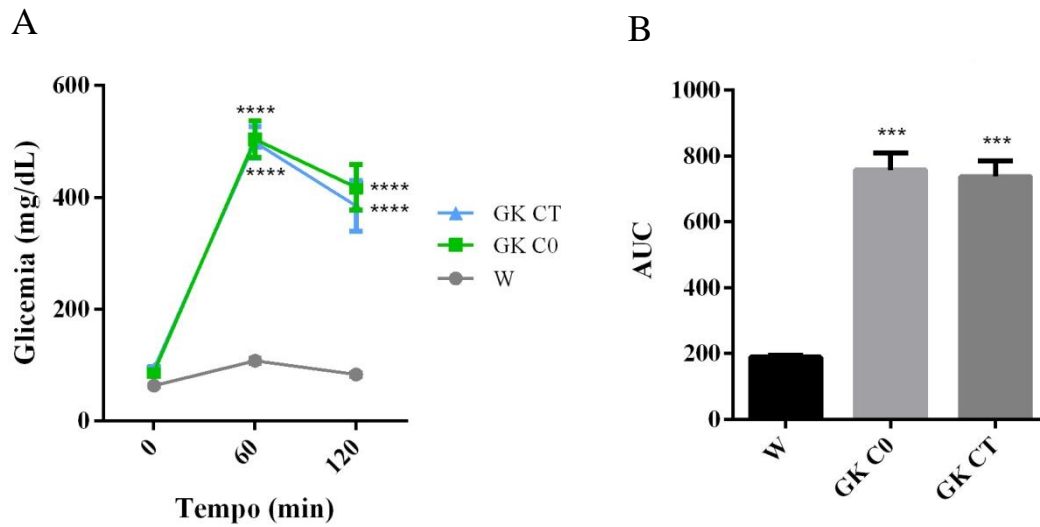 A
Glicemia (mg/dL)
600
400
200
0
****
****
****
****
0
60
120
Tempo (min)
GK CT
GK C0
W
B
AUC
1000
800
600
400
200
0
***
***
W
GK C0
GK CT